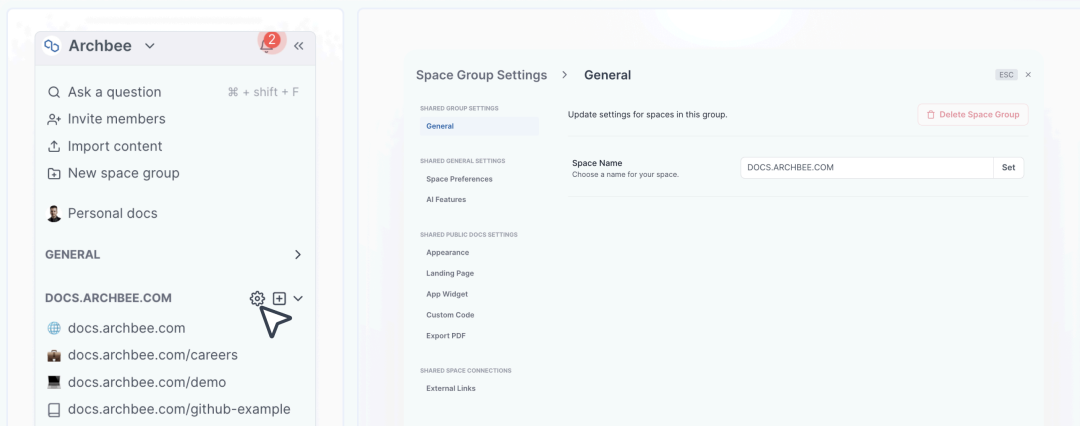 Archbee
2
«
Ask a question ⌘ + shift + F
Invite members
Import content
New space group
Personal docs
GENERAL
DOCS.ARCHBEE.COM
docs.archbee.com
docs.archbee.com/careers
docs.archbee.com/demo
docs.archbee.com/github-example
Space Group Settings > General
ESC ×
SHARED GROUP SETTINGS
General
SHARED GENERAL SETTINGS
Space Preferences
AI Features
SHARED PUBLIC DOCS SETTINGS
Appearance
Landing Page
App Widget
Custom Code
Export PDF
SHARED SPACE CONNECTIONS
External Links
Update settings for spaces in this group.
Delete Space Group
Space Name
Choose a name for your space.
DOCS.ARCHBEE.COM
Set